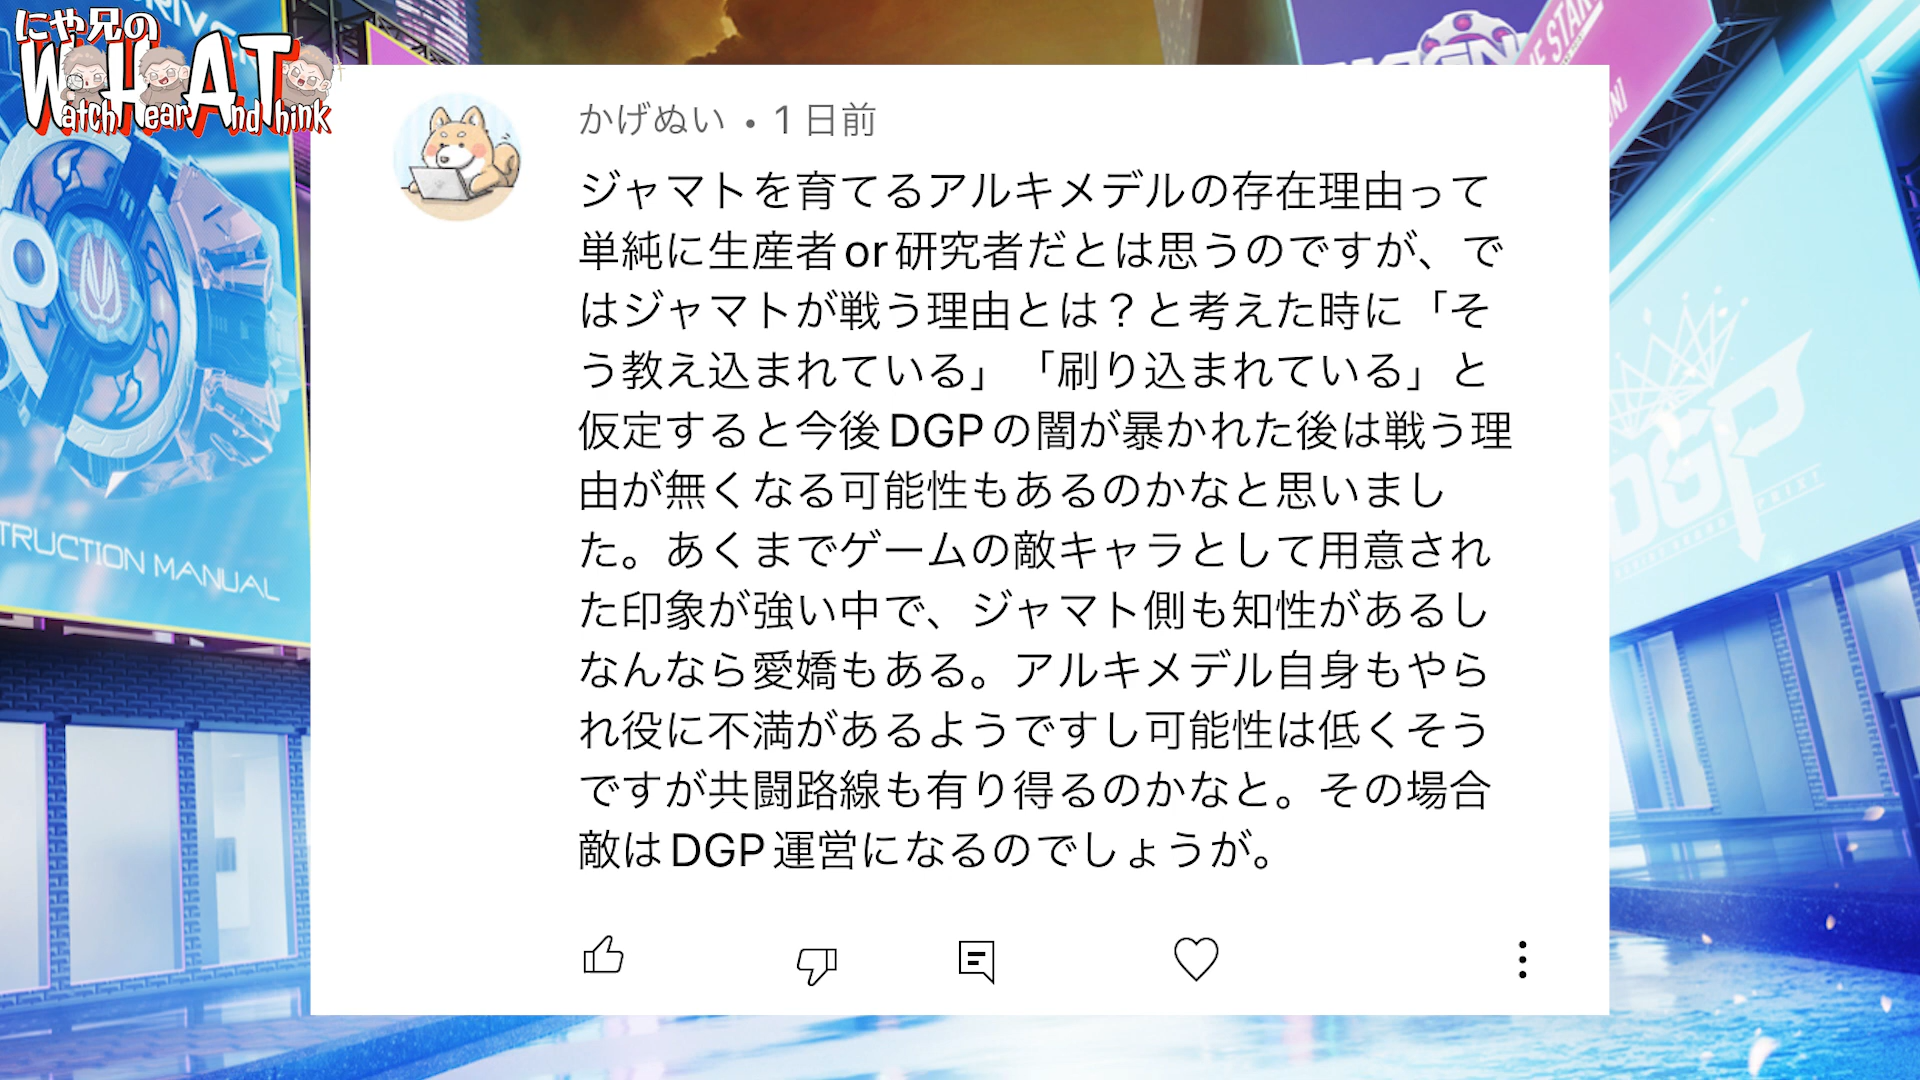 にや兄の
WHAT
Watch Hear And Think
かげぬい・1日前
ジャマトを育てるアルキメデルの存在理由って
単純に生産者or研究者だとは思うのですが、で
はジャマトが戦う理由とは？と考えた時に「そ
う教え込まれている」「刷り込まれている」と
仮定すると今後DGPの闇が暴かれた後は戦う理
由が無くなる可能性もあるのかなと思いまし
た。あくまでゲームの敵キャラとして用意され
た印象が強い中で、ジャマト側も知性があるし
なんなら愛嬌もある。アルキメデル自身もやら
れ役に不満があるようですし可能性は低くそう
ですが共闘路線も有り得るのかなと。その場合
敵はDGP運営になるのでしょうが。
TRUCTION MANUAL
DGP